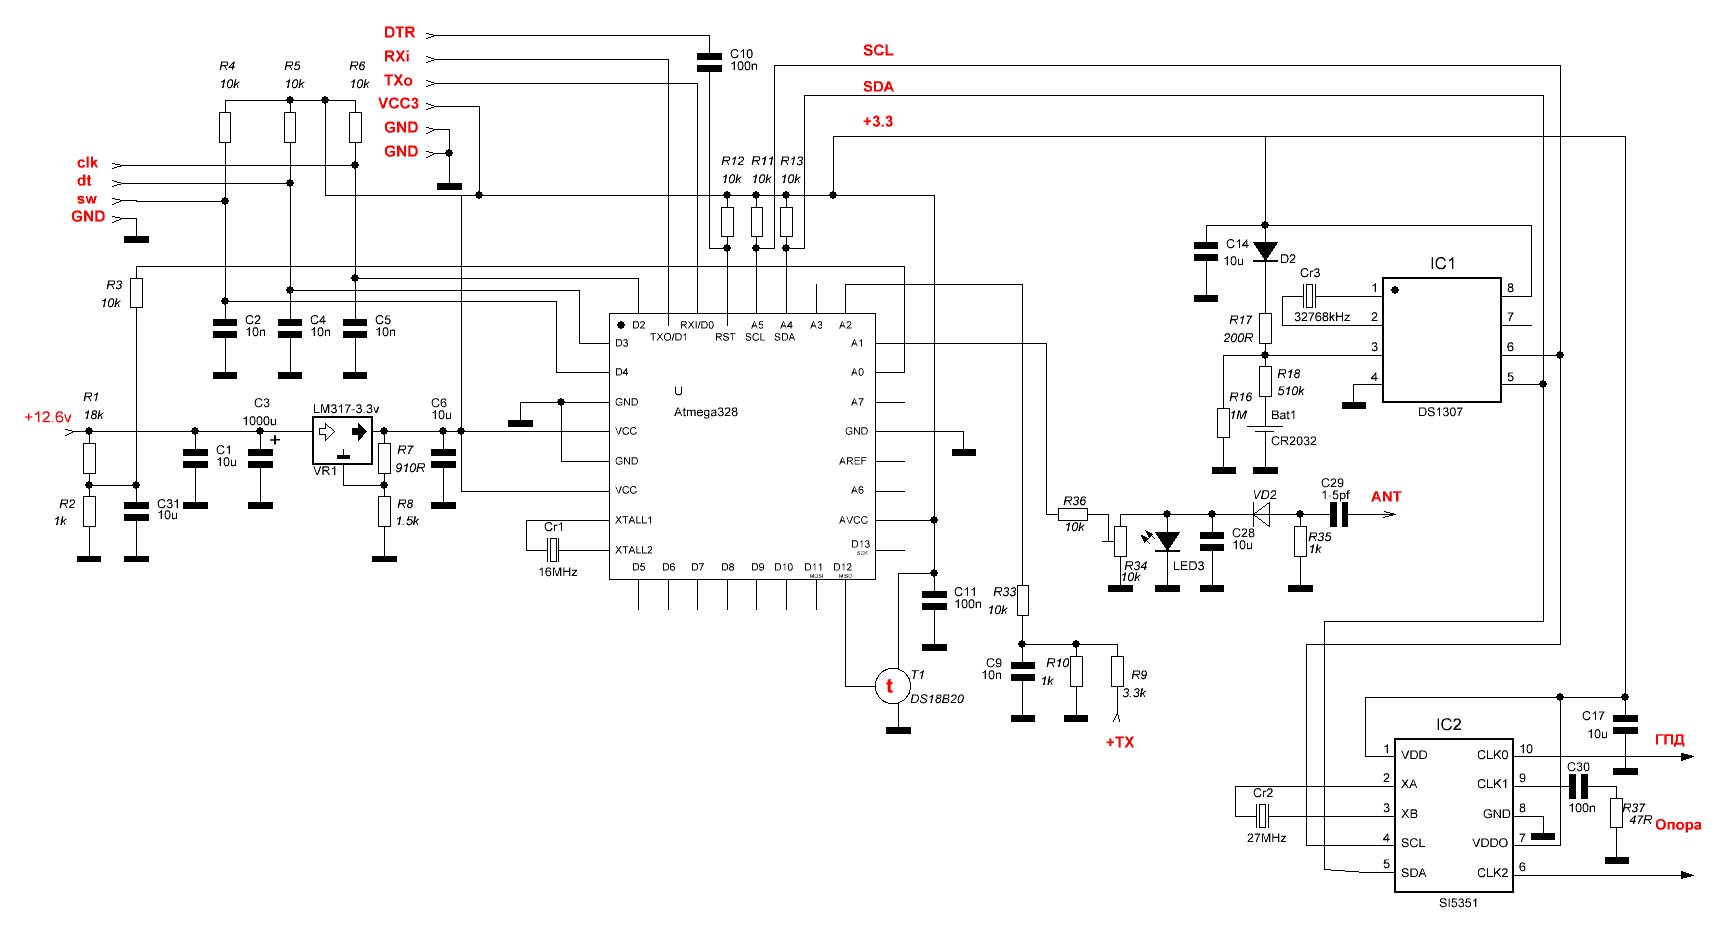 DTR
RXi
TXo
VCC3
GND
GND
C10
100n
SCL
SDA
+3.3
R4
10k
R5
10k
R6
10k
clk
dt
sw
GND
R12
10k
R11
10k
R13
10k
R3
10k
C2
10n
C4
10n
C5
10n
+12.6v
R1
18k
R2
1k
C31
10u
C1
10u
C3
1000u
+
LM317-3.3v
VR1
R7
910R
R8
1.5k
C6
10u
Cr1
16MHz
D2
TXO/D1
RXI/D0
RST
A5
SCL
A4
SDA
A3
A2
D3
D4
GND
VCC
GND
VCC
XTALL1
XTALL2
U
Atmega328
A1
A0
A7
GND
AREF
A6
AVCC
D13
SCK
D5
D6
D7
D8
D9
D10
D11
MOSI
D12
MISO
C11
100n
t
T1
DS18B20
R33
10k
C9
10n
R10
1k
R9
3.3k
+TX
R36
10k
R34
10k
LED3
C28
10u
VD2
R35
1k
C29
1-5pf
ANT
C14
10u
D2
Cr3
32768kHz
R17
200R
R18
510k
R16
1M
Bat1
CR2032
IC1
1
2
3
4
8
7
6
5
DS1307
IC2
1
2
3
4
5
VDD
XA
XB
SCL
SDA
CLK0
CLK1
GND
VDDO
CLK2
10
9
8
7
6
SI5351
Cr2
27MHz
C17
10u
ГПД
C30
100n
R37
47R
Опора